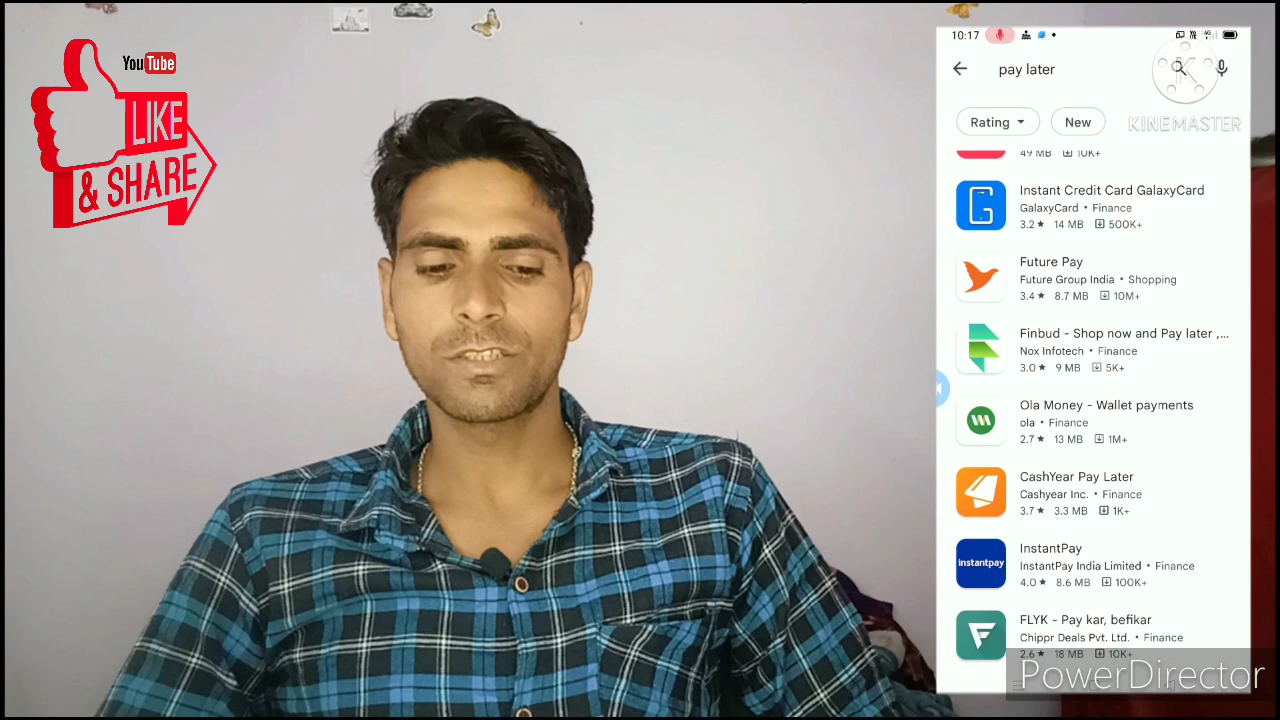 YouTube
LIKE
& SHARE
10:17
pay later
KINEMASTER
Rating
New
49 MB 10K+
Instant Credit Card GalaxyCard
GalaxyCard • Finance
3.2★ 14 MB 500K+
Future Pay
Future Group India • Shopping
3.4★ 8.7 MB 10M+
Finbud - Shop now and Pay later ,...
Nox Infotech • Finance
3.0★ 9 MB 5K+
Ola Money - Wallet payments
ola • Finance
2.7★ 13 MB 1M+
CashYear Pay Later
Cashyear Inc. • Finance
3.7★ 3.3 MB 1K+
instantpay
InstantPay
InstantPay India Limited • Finance
4.0★ 8.6 MB 100K+
FLYK - Pay kar, befikar
Chippr Deals Pvt. Ltd. • Finance
2.6★ 18 MB 10K+
PowerDirector